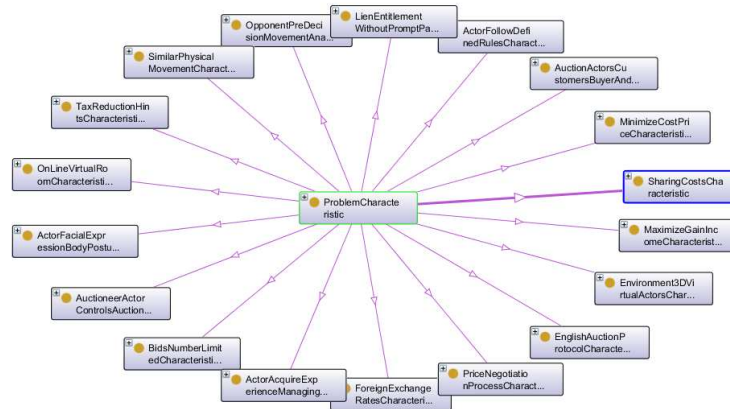 LienEntitlement
WithoutPromptPa...
OpponentPreDeci
sionMovementAna...
ActorFollowDefi
nedRulesCharact...
SimilarPhysical
MovementCharact...
AuctionActorsCu
stomersBuyerAnd...
TaxReductionHin
tsCharacteristi...
MinimizeCostPri
ceCharacteristi...
OnLineVirtualRo
omCharacteristi...
SharingCostsCha
racteristic
ProblemCharacte
ristic
ActorFacialExpr
essionBodyPostu...
MaximizeGainInc
omeCharacterist...
AuctioneerActor
ControlsAuction...
Environment3DVi
rtualActorsChar...
BidsNumberLimit
edCharacteristi...
EnglishAuctionP
rotocolCharacte...
ActorAcquireExp
erienceManaging...
ForeignExchange
RatesCharacteri...
PriceNegotiatio
nProcessCharact...